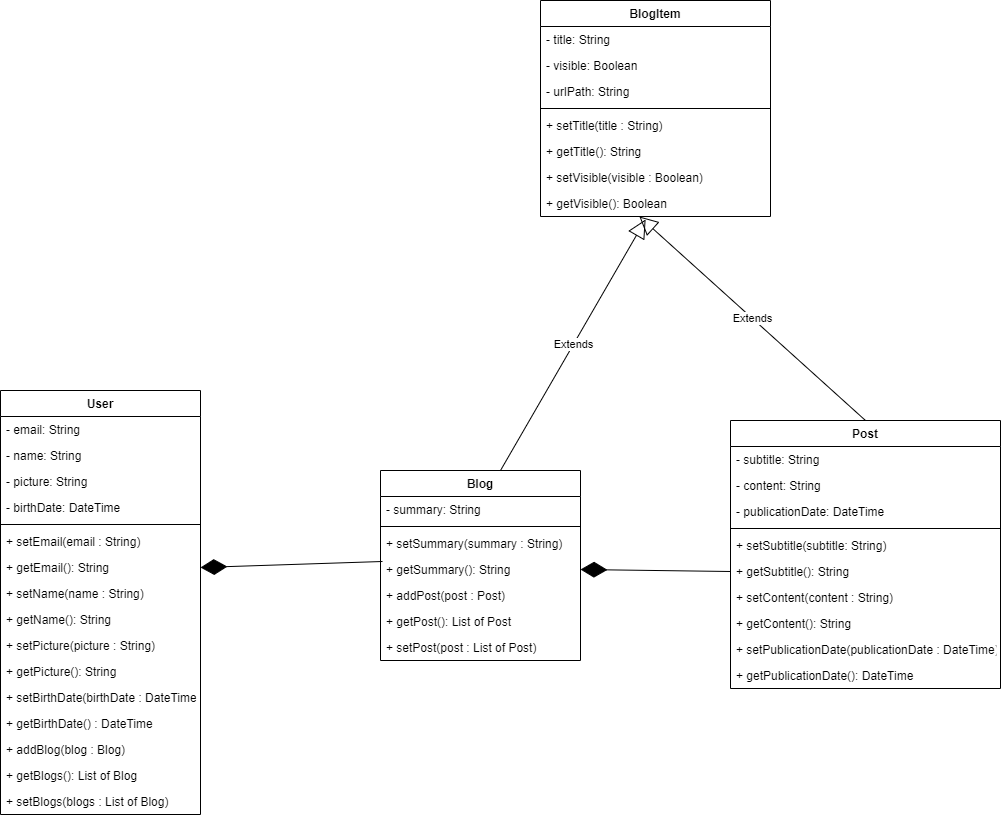 BlogItem
- title: String
- visible: Boolean
- urlPath: String
+ setTitle(title : String)
+ getTitle(): String
+ setVisible(visible : Boolean)
+ getVisible(): Boolean
Extends
Extends
User
- email: String
- name: String
- picture: String
- birthDate: DateTime
+ setEmail(email : String)
+ getEmail(): String
+ setName(name : String)
+ getName(): String
+ setPicture(picture : String)
+ getPicture(): String
+ setBirthDate(birthDate : DateTime
+ getBirthDate() : DateTime
+ addBlog(blog : Blog)
+ getBlogs(): List of Blog
+ setBlogs(blogs : List of Blog)
Blog
- summary: String
+ setSummary(summary : String)
+ getSummary(): String
+ addPost(post : Post)
+ getPost(): List of Post
+ setPost(post : List of Post)
Post
- subtitle: String
- content: String
- publicationDate: DateTime
+ setSubtitle(subtitle: String)
+ getSubtitle(): String
+ setContent(content : String)
+ getContent(): String
+ setPublicationDate(publicationDate : DateTime)
+ getPublicationDate(): DateTime